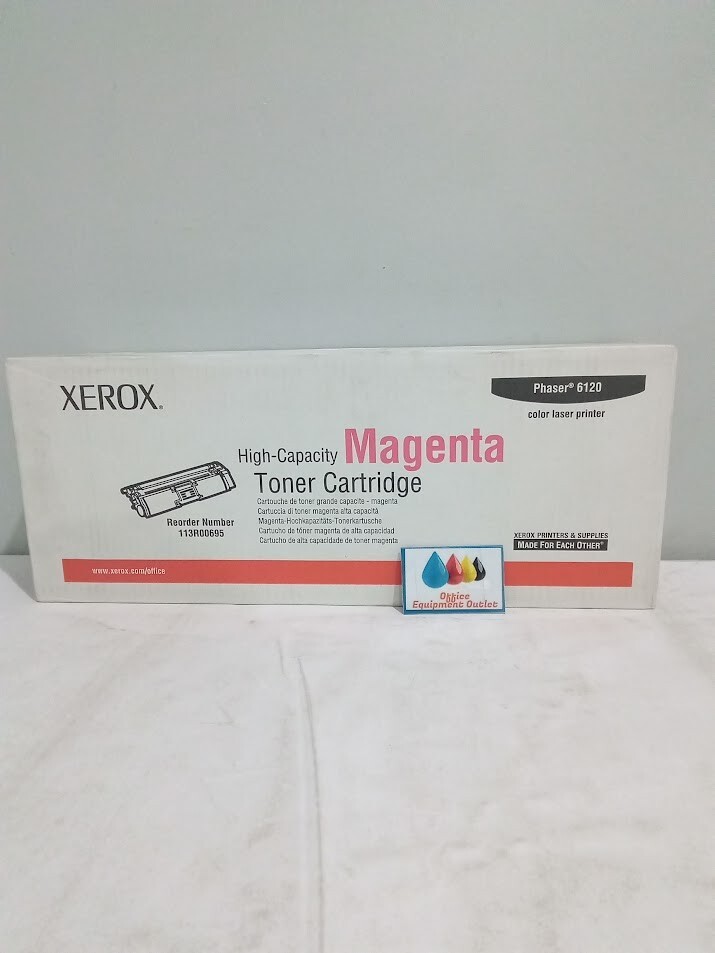 XEROX®
Phaser® 6120
color laser printer
High-Capacity Magenta
Toner Cartridge
Cartouche de toner grande capacite - magenta
Cartuccia di toner magenta alta capacità
Magenta-Hochkapazitäts-Tonerkartusche
Cartucho de tóner magenta de alta capacidad
Cartucho de alta capacidade de toner magenta
Reorder Number
113R00695
XEROX PRINTERS & SUPPLIES
MADE FOR EACH OTHER®
www.xerox.com/office
Office
Equipment Outlet